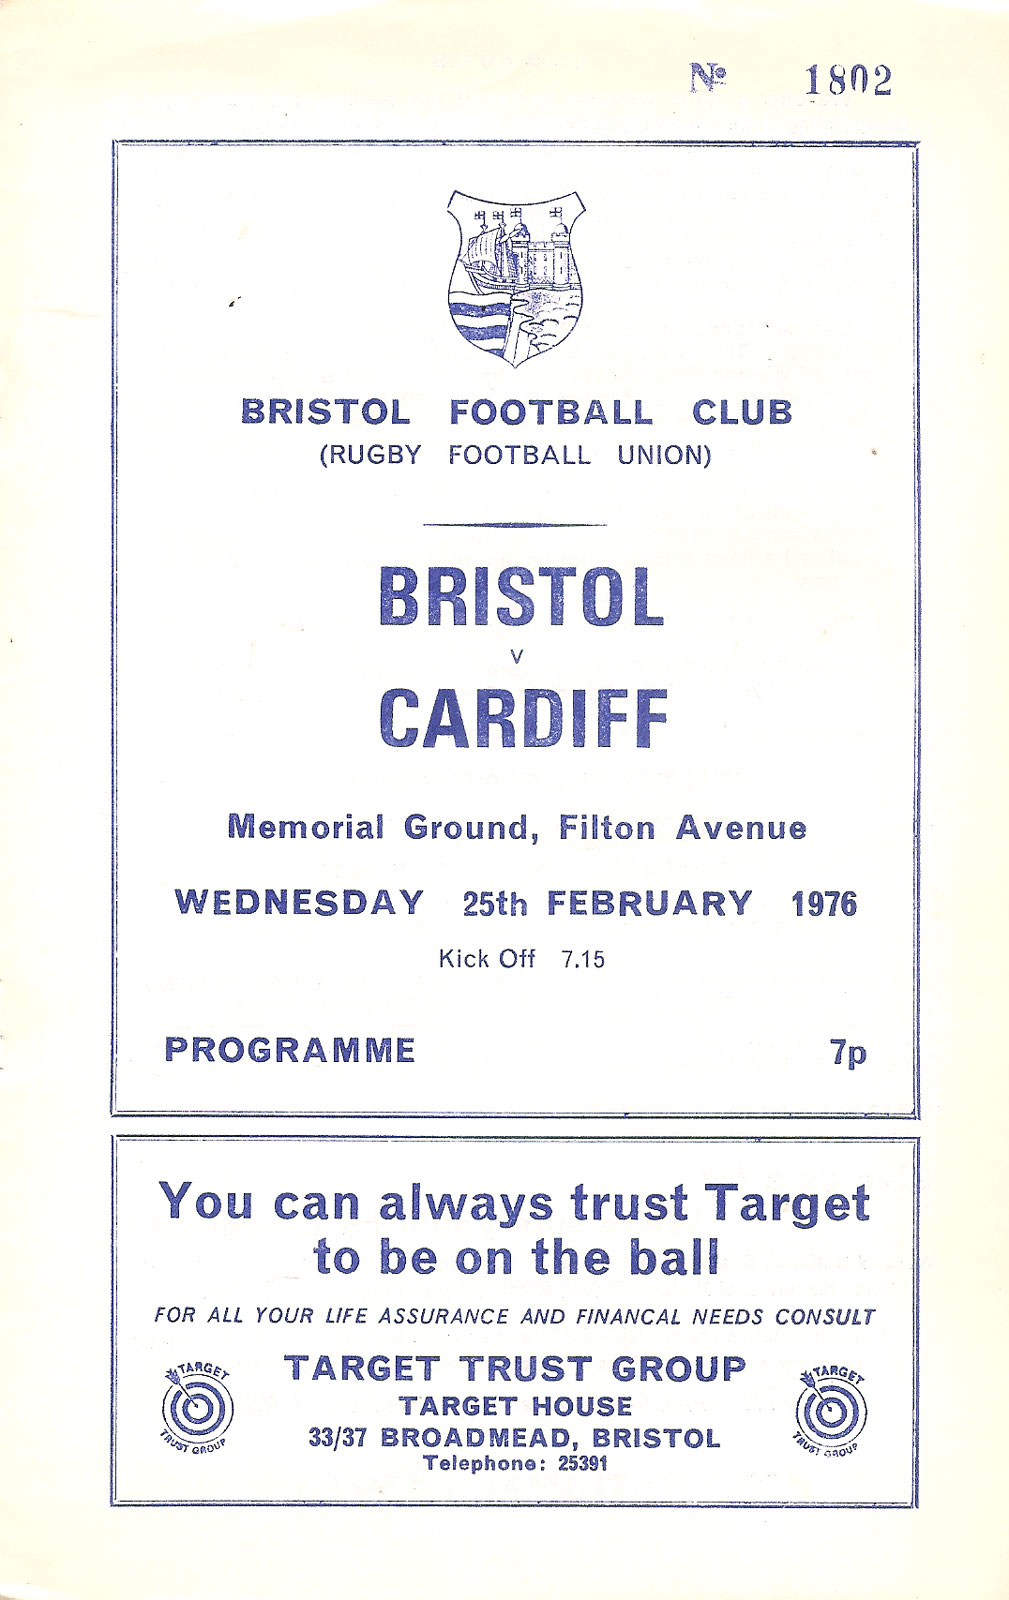 Nº 1802
BRISTOL FOOTBALL CLUB
(RUGBY FOOTBALL UNION)
BRISTOL
v
CARDIFF
Memorial Ground, Filton Avenue
WEDNESDAY 25th FEBRUARY 1976
Kick Off 7.15
PROGRAMME 7p
You can always trust Target
to be on the ball
FOR ALL YOUR LIFE ASSURANCE AND FINANCAL NEEDS CONSULT
TARGET TRUST GROUP
TARGET HOUSE
33/37 BROADMEAD, BRISTOL
Telephone: 25391
TARGET
TRUST GROUP
TARGET
TRUST GROUP